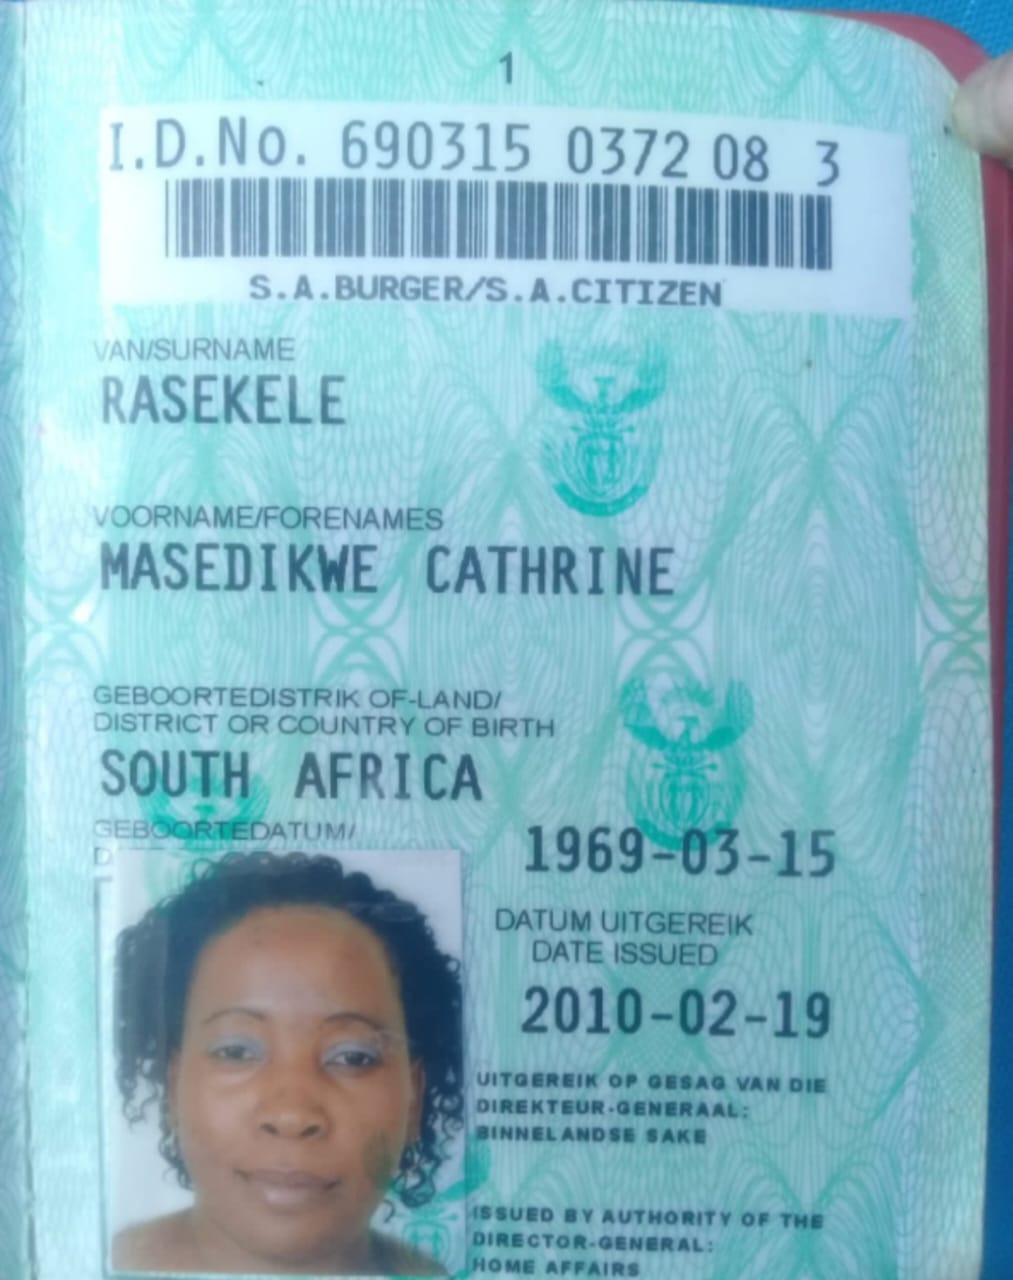 1
I.D.No. 690315 0372 08 3
S.A.BURGER/S.A.CITIZEN
VAN/SURNAME
RASEKELE
VOORNAME/FORENAMES
MASEDIKWE CATHRINE
GEBOORTEDISTRIK OF-LAND/
DISTRICT OR COUNTRY OF BIRTH
SOUTH AFRICA
GEBOORTEDATUM/
1969-03-15
DATUM UITGEREIK
DATE ISSUED
2010-02-19
UITGEREIK OP GESAG VAN DIE
DIREKTEUR-GENERAAL:
BINNELANDSE SAKE
ISSUED BY AUTHORITY OF THE
DIRECTOR-GENERAL:
HOME AFFAIRS